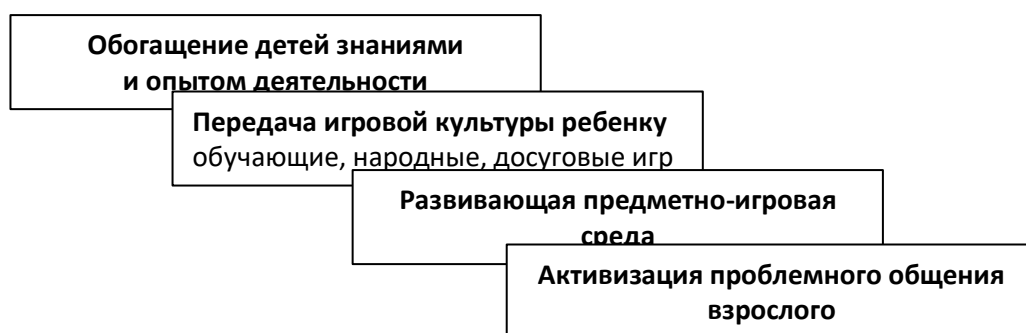 Обогащение детей знаниями
и опытом деятельности
Передача игровой культуры ребенку
обучающие, народные, досуговые игр
Развивающая предметно-игровая
среда
Активизация проблемного общения
взрослого